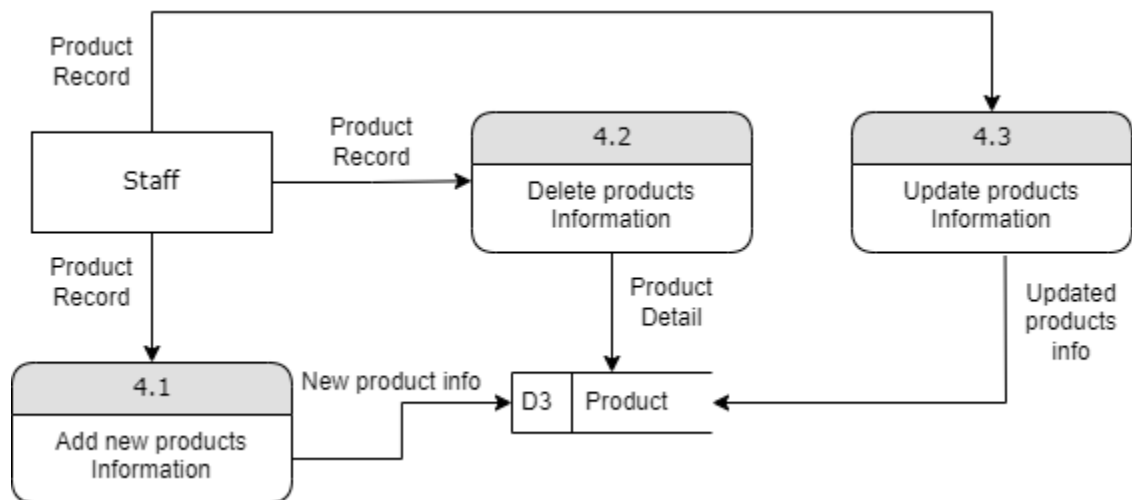 Product
Record
Staff
Product
Record
4.2
Delete products
Information
4.3
Update products
Information
Product
Record
Product
Detail
Updated
products
info
4.1
Add new products
Information
New product info
D3
Product